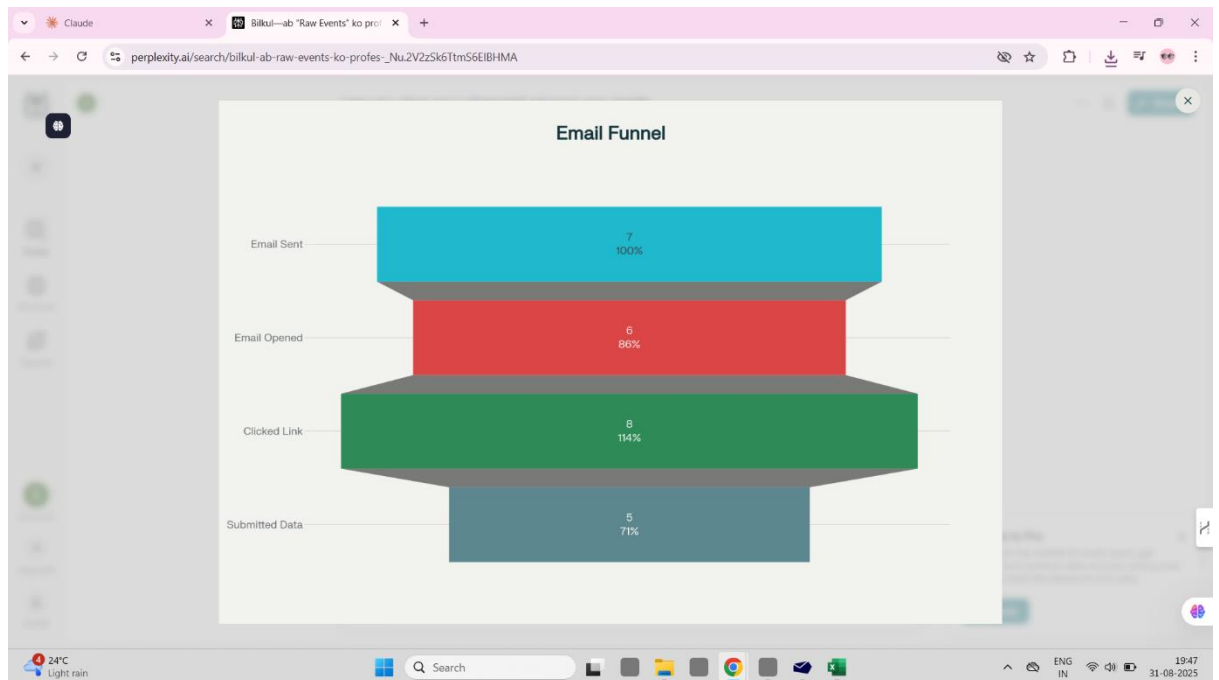 Claude
Bilkul—ab "Raw Events" ko prof
perplexity.ai/search/bilkul-ab-raw-events-ko-profes-_Nu.2V2zSk6TtmS6EIBHMA
Email Funnel
Email Sent
7
100%
Email Opened
6
86%
Clicked Link
8
114%
Submitted Data
5
71%
4
24°C
Light rain
Search
ENG
IN
19:47
31-08-2025